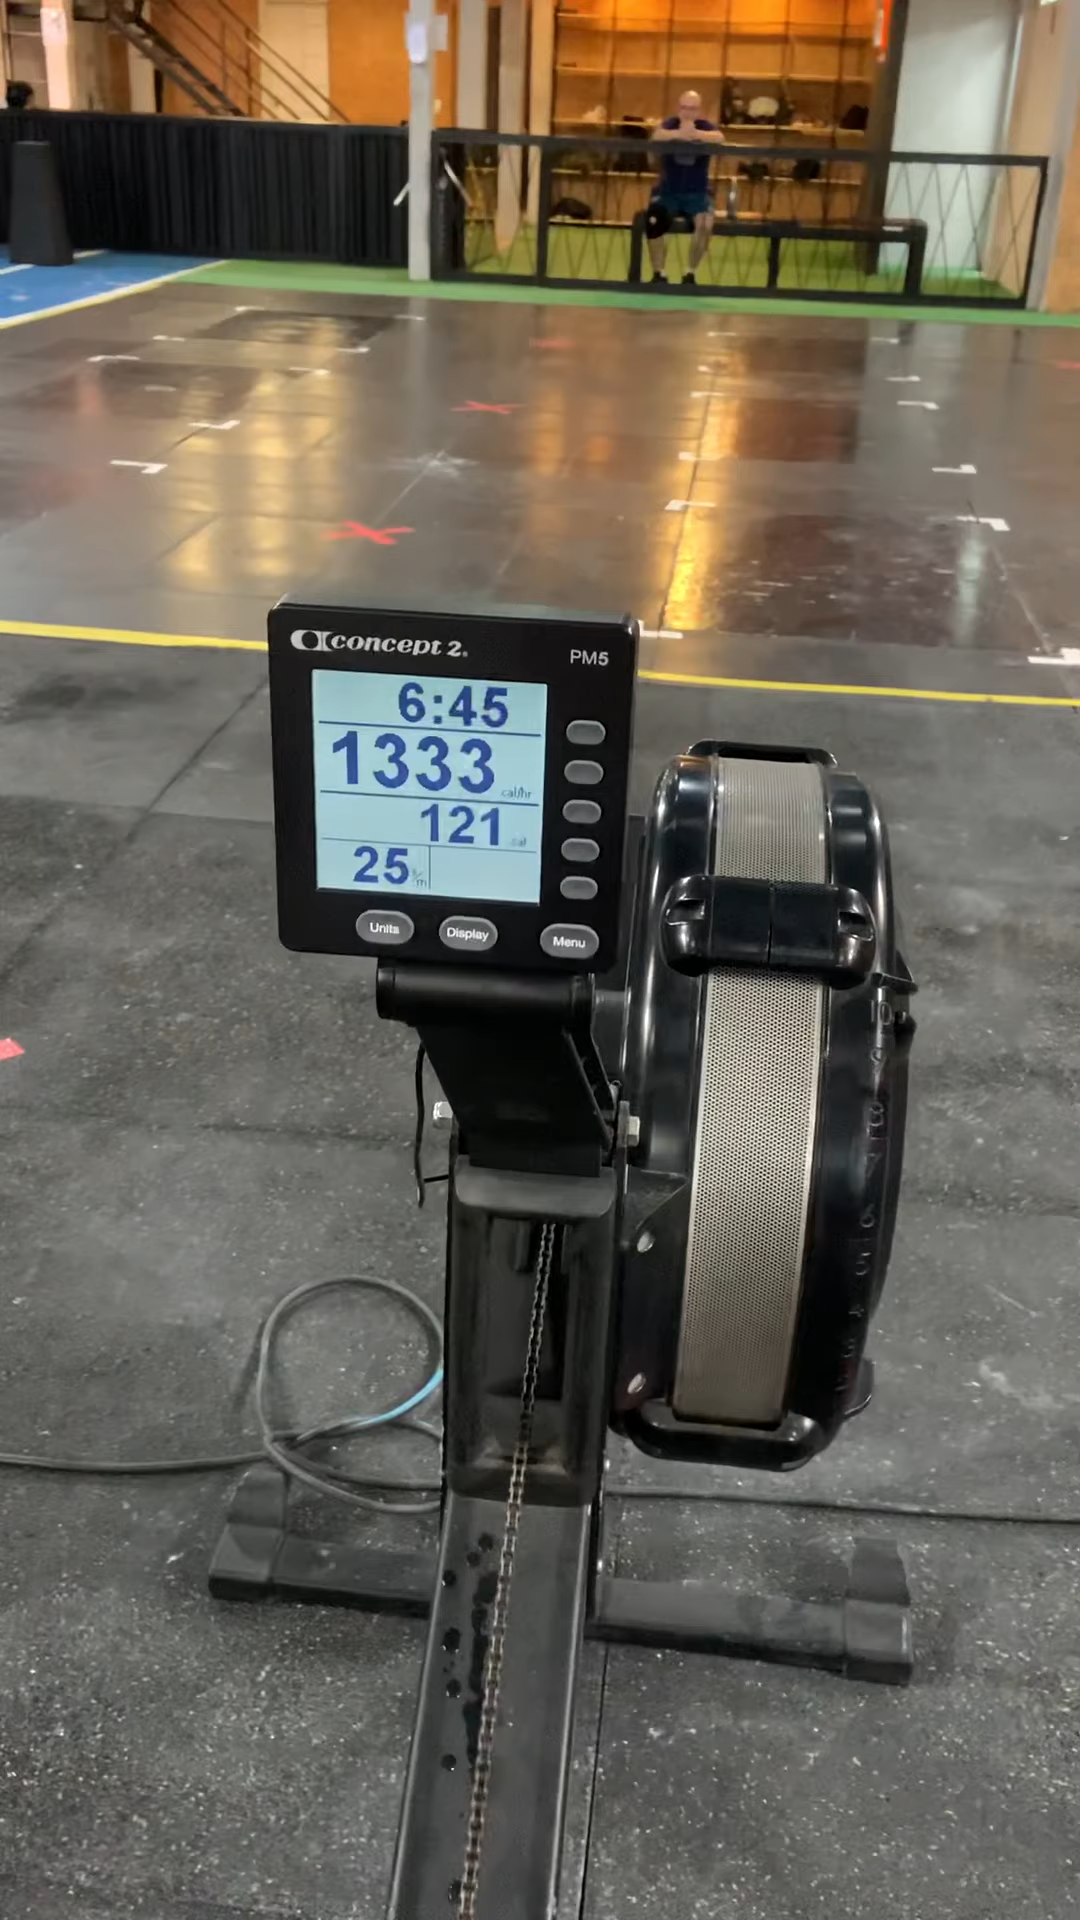 concept 2.
PM5
6:45
1333 cal/hr
121 cal
25 s/m
Units
Display
Menu